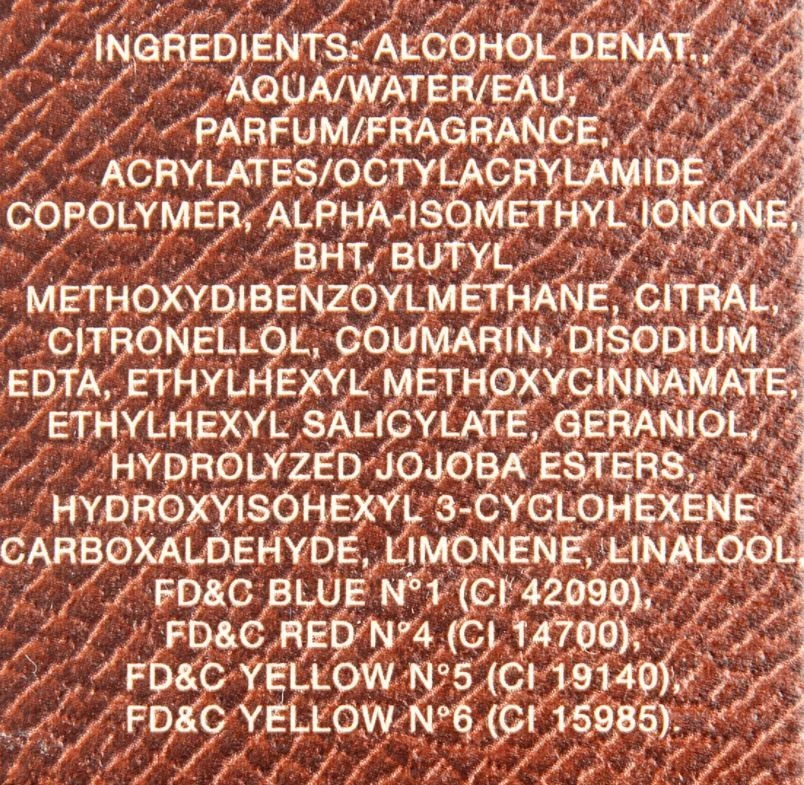 INGREDIENTS: ALCOHOL DENAT.,
AQUA/WATER/EAU,
PARFUM/FRAGRANCE,
ACRYLATES/OCTYLACRYLAMIDE
COPOLYMER, ALPHA-ISOMETHYL IONONE,
BHT, BUTYL
METHOXYDIBENZOYLMETHANE, CITRAL,
CITRONELLOL, COUMARIN, DISODIUM
EDTA, ETHYLHEXYL METHOXYCINNAMATE,
ETHYLHEXYL SALICYLATE, GERANIOL,
HYDROLYZED JOJOBA ESTERS,
HYDROXYISOHEXYL 3-CYCLOHEXENE
CARBOXALDEHYDE, LIMONENE, LINALOOL.
FD&C BLUE N°1 (CI 42090),
FD&C RED N°4 (CI 14700),
FD&C YELLOW N°5 (CI 19140),
FD&C YELLOW N°6 (CI 15985).